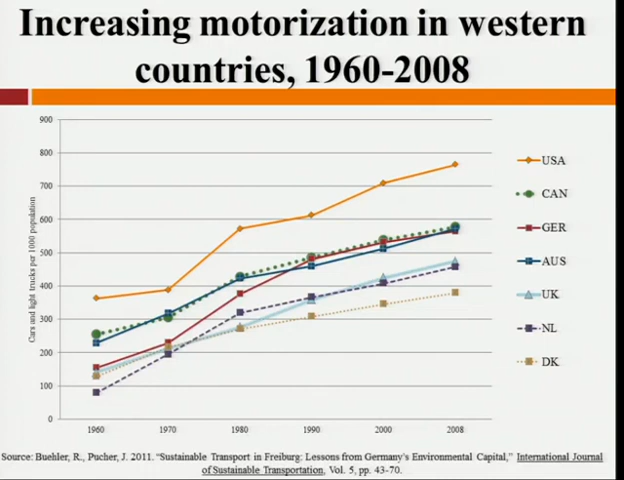 Increasing motorization in western
countries, 1960-2008
Cars and light trucks per 1000 population
900
800
700
600
500
400
300
200
100
0
1960
1970
1980
1990
2000
2008
USA
CAN
GER
AUS
UK
NL
DK
Source: Buehler, R., Pucher, J. 2011. “Sustainable Transport in Freiburg: Lessons from Germany’s Environmental Capital,” International Journal
of Sustainable Transportation, Vol. 5, pp. 43-70.